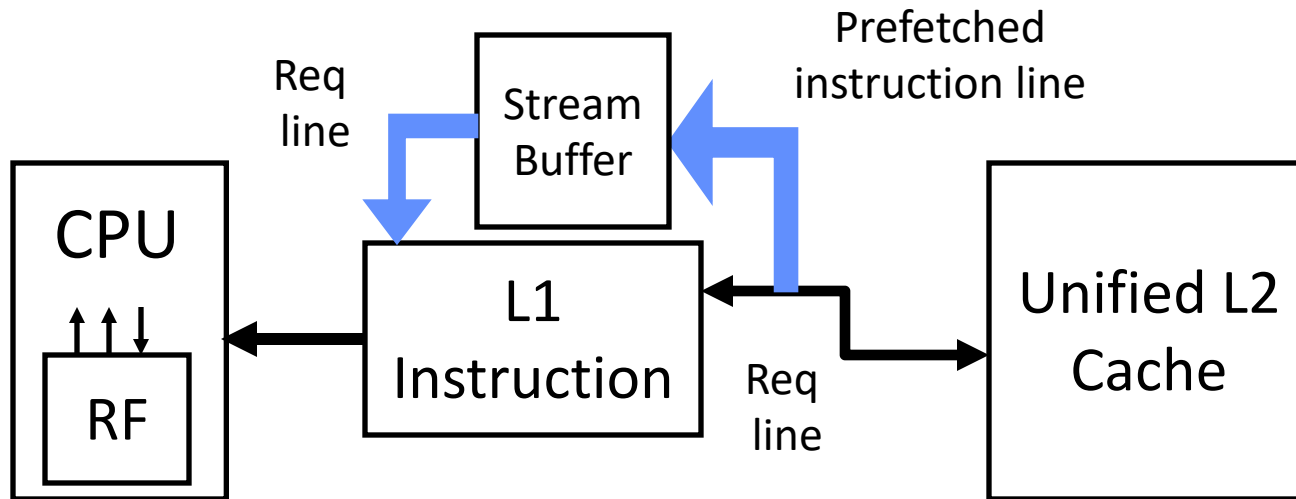 Prefetched
instruction line
Req
line
Stream
Buffer
CPU
RF
L1
Instruction
Req
line
Unified L2
Cache